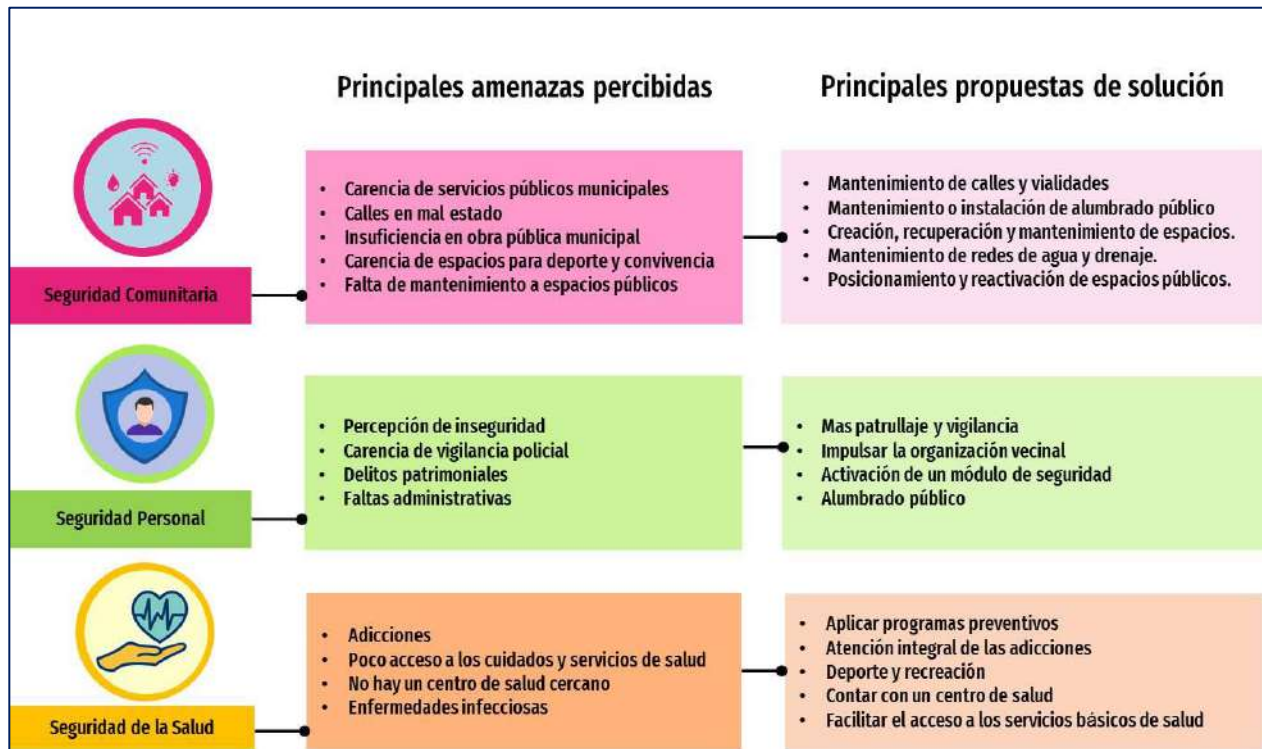 Principales amenazas percibidas
Principales propuestas de solución
Seguridad Comunitaria
• Carencia de servicios públicos municipales
• Calles en mal estado
• Insuficiencia en obra pública municipal
• Carencia de espacios para deporte y convivencia
• Falta de mantenimiento a espacios públicos
• Mantenimiento de calles y vialidades
• Mantenimiento o instalación de alumbrado público
• Creación, recuperación y mantenimiento de espacios.
• Mantenimiento de redes de agua y drenaje.
• Posicionamiento y reactivación de espacios públicos.
Seguridad Personal
• Percepción de inseguridad
• Carencia de vigilancia policial
• Delitos patrimoniales
• Faltas administrativas
• Mas patrullaje y vigilancia
• Impulsar la organización vecinal
• Activación de un módulo de seguridad
• Alumbrado público
Seguridad de la Salud
• Adicciones
• Poco acceso a los cuidados y servicios de salud
• No hay un centro de salud cercano
• Enfermedades infecciosas
• Aplicar programas preventivos
• Atención integral de las adicciones
• Deporte y recreación
• Contar con un centro de salud
• Facilitar el acceso a los servicios básicos de salud